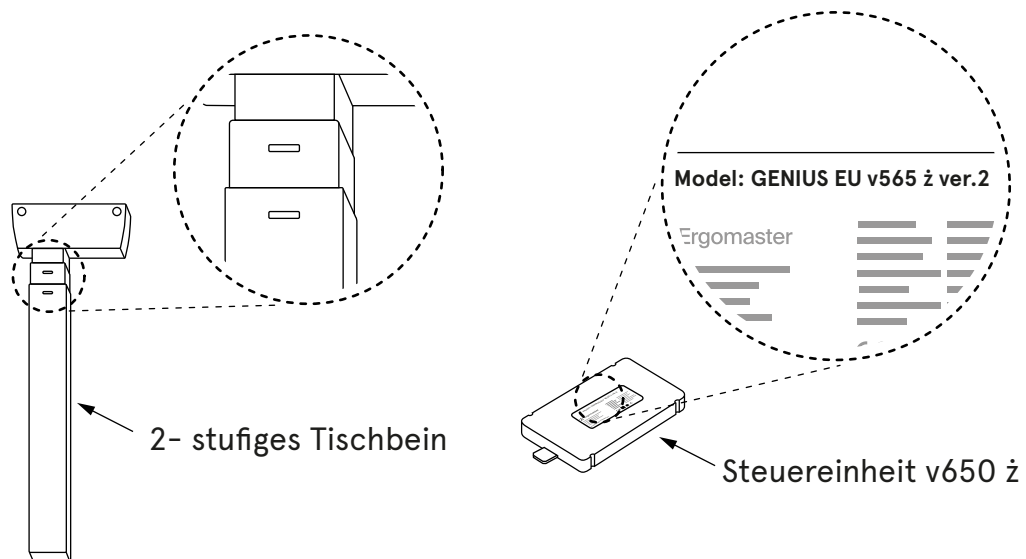 Model: GENIUS EU v565 ż ver.2
Ergomaster
2- stufiges Tischbein
Steuereinheit v650 ż